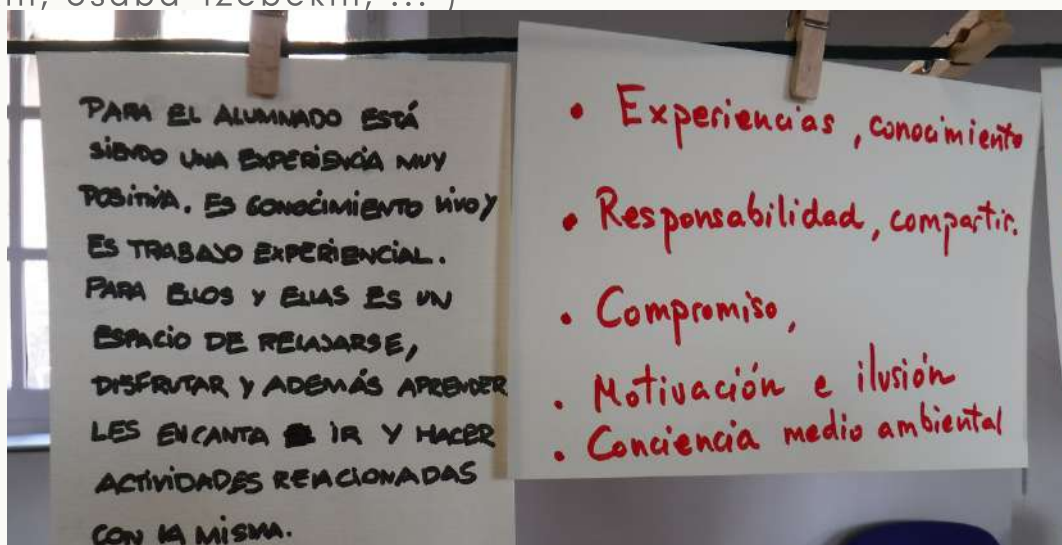 PARA EL ALUMNADO ESTÁ
SIENDO UNA EXPERIENCIA MUY
POSITIVA. ES CONOCIMIENTO VIVO Y
ES TRABAJO EXPERIENCIAL.
PARA ELLOS Y ELLAS ES UN
ESPACIO DE RELAJARSE,
DISFRUTAR Y ADEMÁS APRENDER
LES ENCANTA IR Y HACER
ACTIVIDADES RELACIONADAS
CON LA MISMA.
• Experiencias, conocimiento
• Responsabilidad, compartir.
• Compromiso,
• Motivación e ilusión
• Conciencia medio ambiental